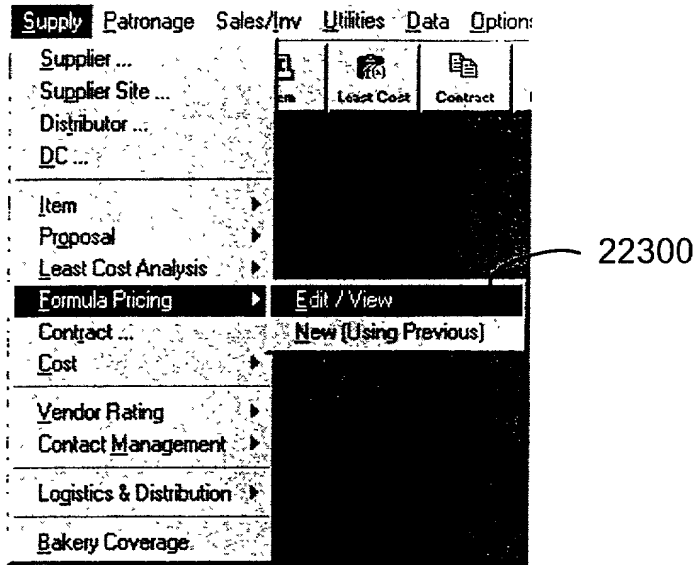 Supply Patronage Sales/Inv Utilities Data
Supplier ...
Supplier Site ...
Least Cost Contract
Distributor ...
DC ...
Item
Proposal
Least Cost Analysis
22300
Formula Pricing Edit / View
Contract ... New (Using Previous)
Cost
Vendor Rating
Contact Management
Logistics & Distribution
Bakery Coverage